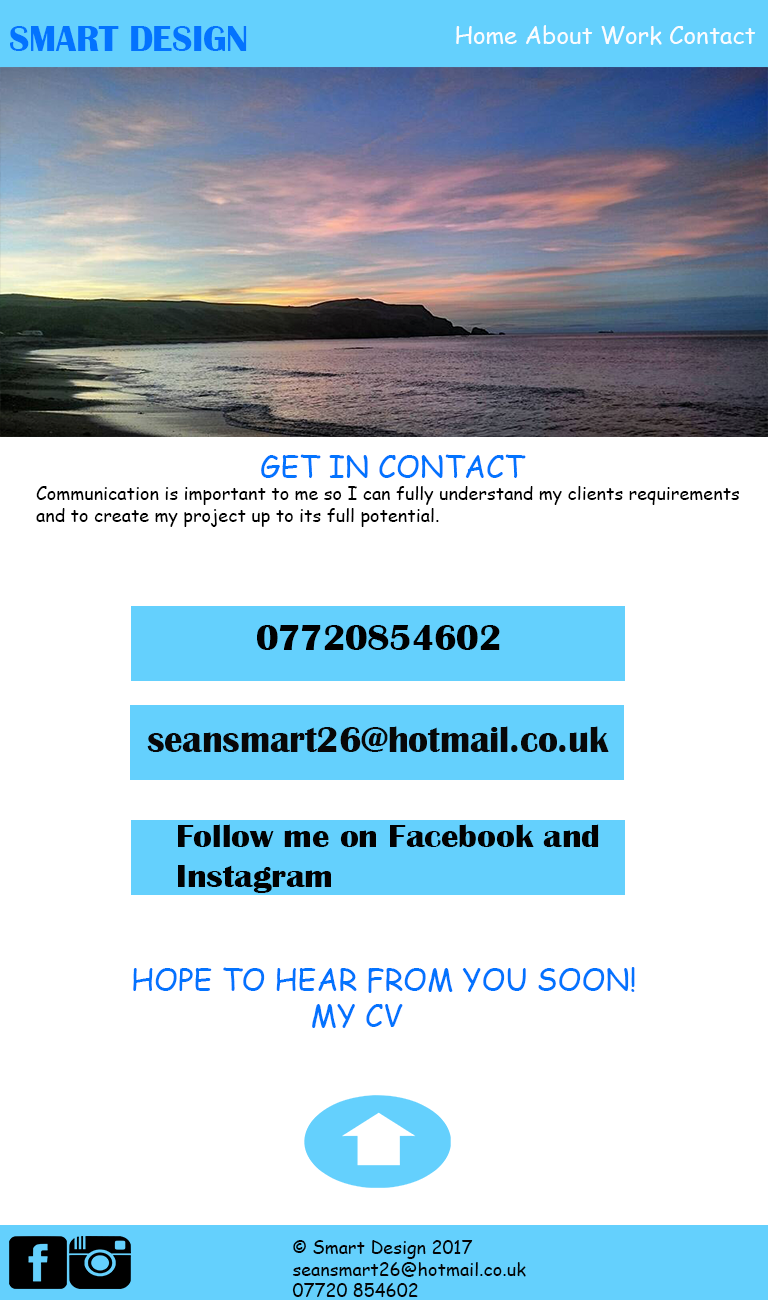 SMART DESIGN
Home About Work Contact
GET IN CONTACT
Communication is important to me so I can fully understand my clients requirements
and to create my project up to its full potential.
07720854602
seansmart26@hotmail.co.uk
Follow me on Facebook and
Instagram
HOPE TO HEAR FROM YOU SOON!
MY CV
© Smart Design 2017
seansmart26@hotmail.co.uk
07720 854602